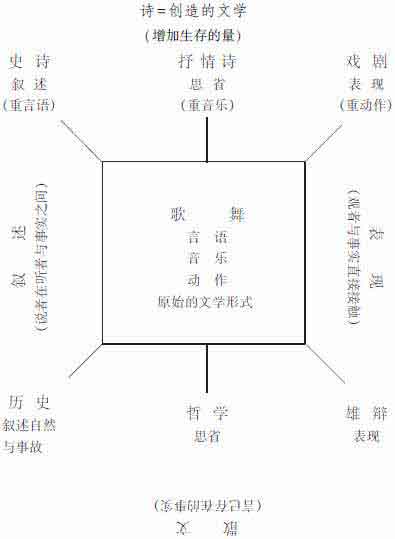 诗=创造的文学
(增加生存的量)
史诗 抒情诗 戏剧
叙述 思省 表现
(重言语) (重音乐) (重动作)
歌舞
言语
音乐
动作
原始的文学形式
叙述
(说者在听者与事实之间)
表现
(观者与事实直接接触)
历史 哲学 雄辩
叙述自然 思省 表现
与事故
散文
(言已存在的事实)